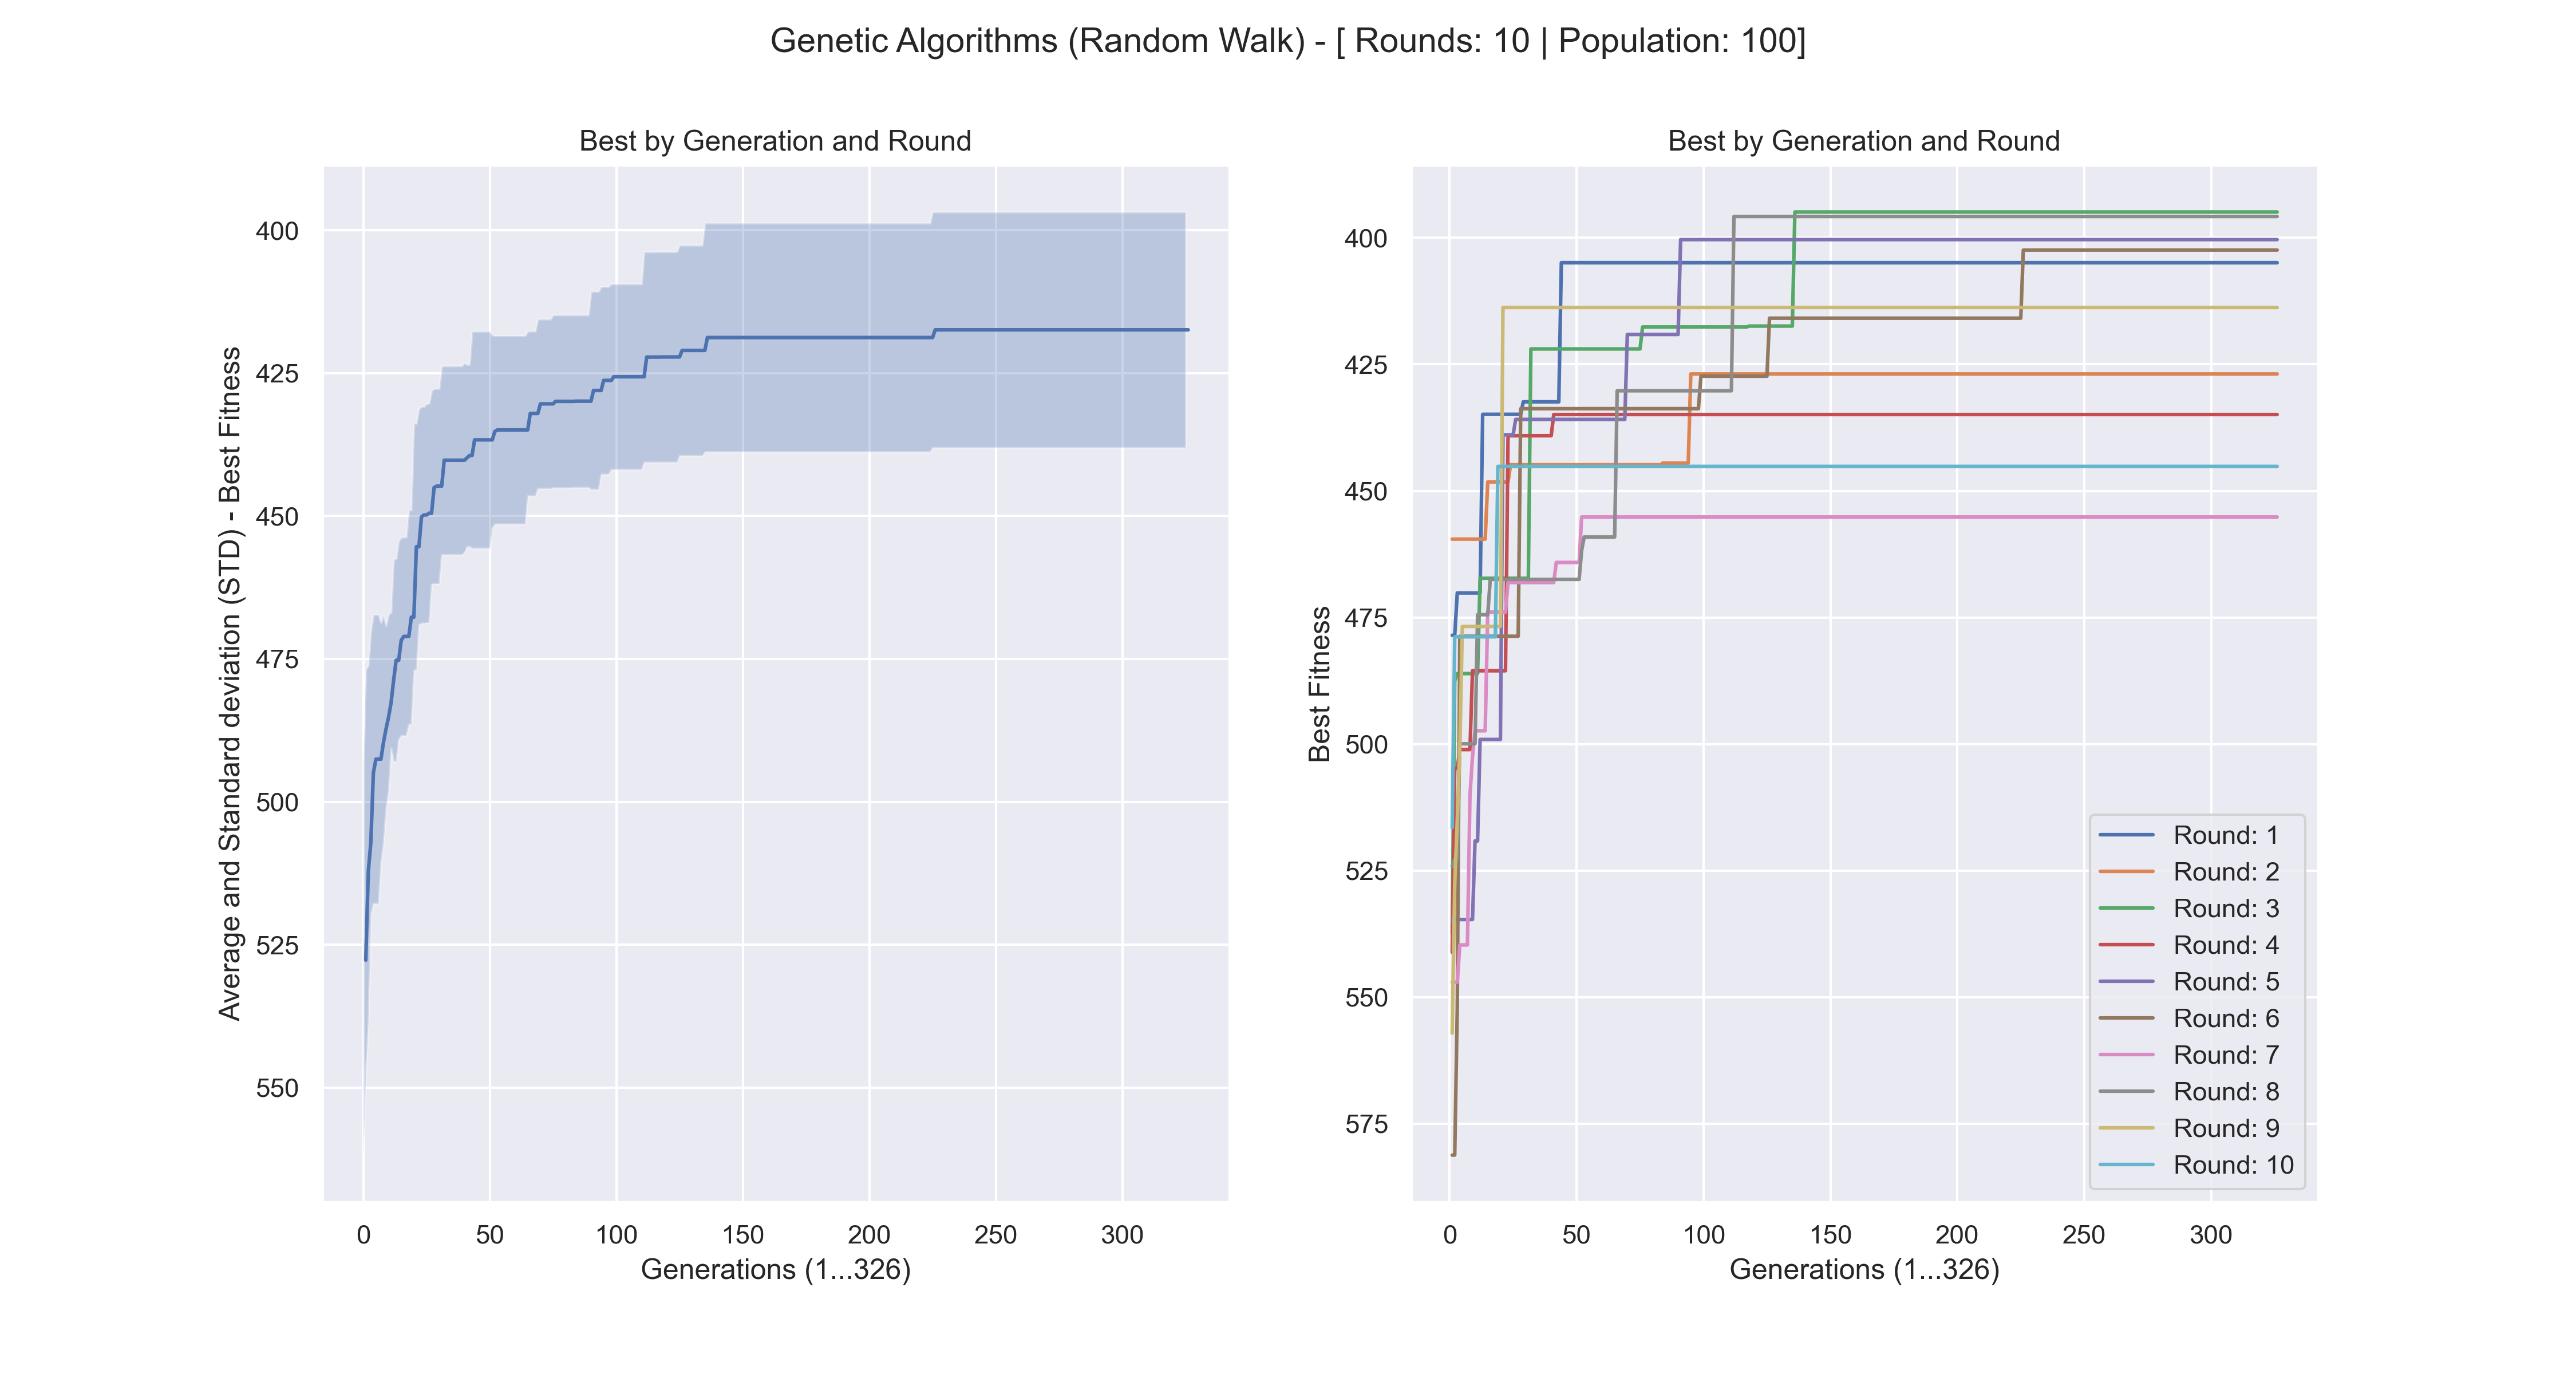 Genetic Algorithms (Random Walk) - [ Rounds: 10 | Population: 100]
Best by Generation and Round
Average and Standard deviation (STD) - Best Fitness
400
425
450
475
500
525
550
0 50 100 150 200 250 300
Generations (1...326)
Best by Generation and Round
Best Fitness
400
425
450
475
500
525
550
575
Round: 1
Round: 2
Round: 3
Round: 4
Round: 5
Round: 6
Round: 7
Round: 8
Round: 9
Round: 10
0 50 100 150 200 250 300
Generations (1...326)